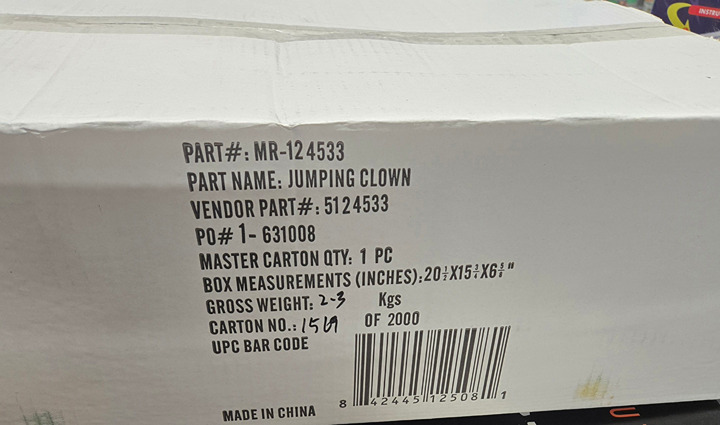 INSTRU
PART#: MR-124533
PART NAME: JUMPING CLOWN
VENDOR PART#: 5124533
PO# 1-631008
MASTER CARTON QTY: 1 PC
BOX MEASUREMENTS (INCHES): 20½X15¾X6⅝"
GROSS WEIGHT: 2-3 Kgs
CARTON NO.: 1569 OF 2000
UPC BAR CODE
8 42445 12508 1
MADE IN CHINA